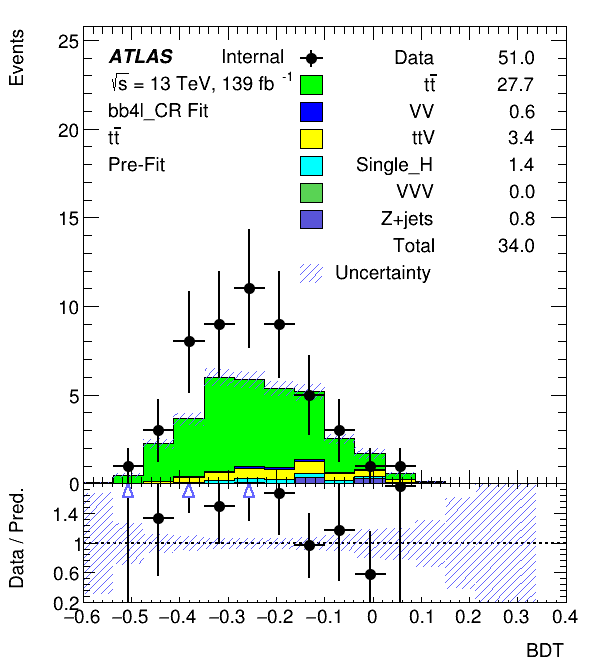 Events
ATLAS Internal
√s = 13 TeV, 139 fb⁻¹
bb4l_CR Fit
tt̄
Pre-Fit
Data 51.0
tt̄ 27.7
VV 0.6
ttV 3.4
Single_H 1.4
VVV 0.0
Z+jets 0.8
Total 34.0
Uncertainty
25
20
15
10
5
0
Data / Pred.
1.4
1
0.6
0.2
−0.6 −0.5 −0.4 −0.3 −0.2 −0.1 0 0.1 0.2 0.3 0.4
BDT